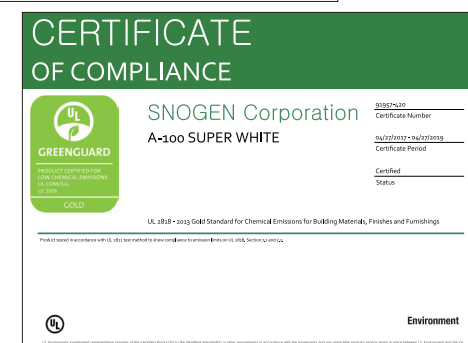 CERTIFICATE
OF COMPLIANCE
UL
GREENGUARD
PRODUCT CERTIFIED FOR
LOW CHEMICAL EMISSIONS
UL.COM/GG
UL 2818
GOLD
SNOGEN Corporation
A-100 SUPER WHITE
91957-420
Certificate Number
04/27/2017 - 04/27/2019
Certificate Period
Certified
Status
UL 2818 - 2013 Gold Standard for Chemical Emissions for Building Materials, Finishes and Furnishings
Product tested in accordance with UL 2821 test method to show compliance to emission limits on UL 2818, Section 7.1 and 7.2.
UL
Environment